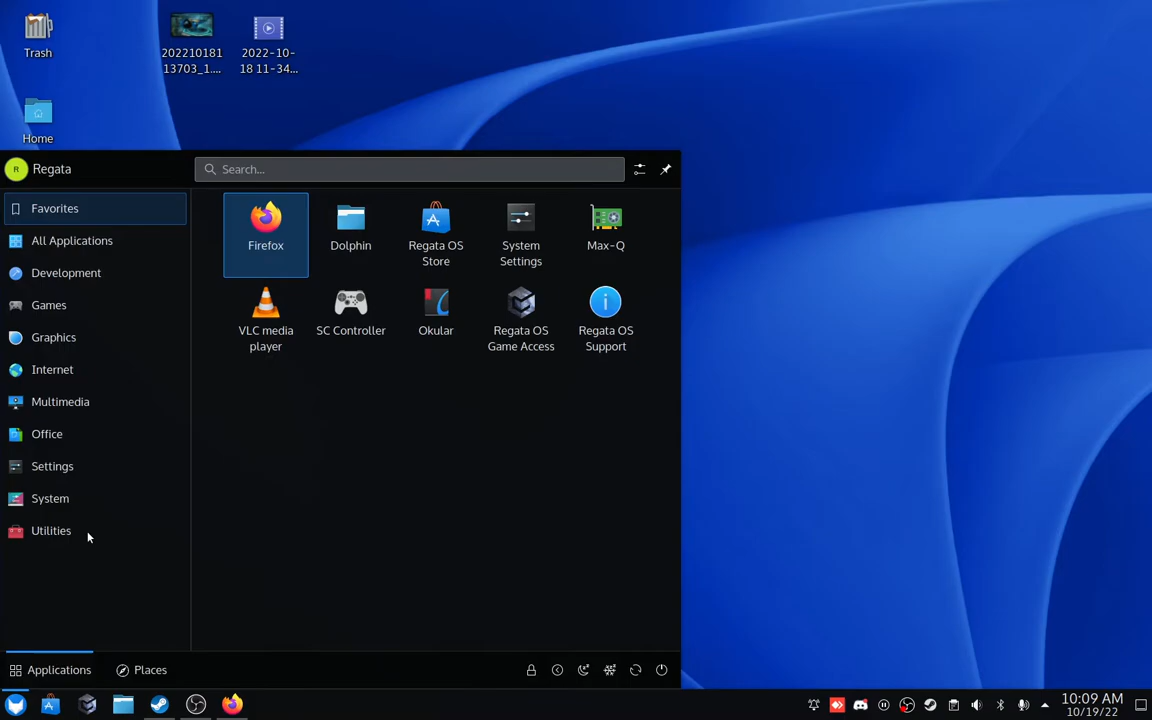 Trash
202210181
13703_1....
2022-10-
18 11-34...
Home
R
Regata
Search...
Favorites
All Applications
Development
Games
Graphics
Internet
Multimedia
Office
Settings
System
Utilities
Firefox
Dolphin
Regata OS
Store
System
Settings
Max-Q
VLC media
player
SC Controller
Okular
Regata OS
Game Access
Regata OS
Support
Applications
Places
10:09 AM
10/19/22